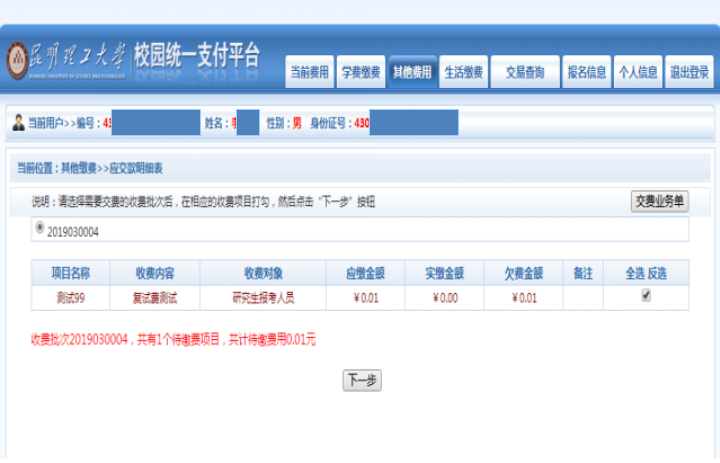 昆明理工大学 校园统一支付平台
当前费用 学费缴费 其他费用 生活缴费 交易查询 报名信息 个人信息 退出登录
当前用户>>编号：43 姓名：李 性别：男 身份证号：430
当前位置：其他缴费>>应交款明细表
说明：请选择需要交费的收费批次后，在相应的收费项目打勾，然后点击“下一步”按钮 交费业务单
2019030004
项目名称 收费内容 收费对象 应缴金额 实缴金额 欠费金额 备注 全选 反选
测试99 复试费测试 研究生报考人员 ￥0.01 ￥0.00 ￥0.01
收费批次2019030004，共有1个待缴费项目，共计待缴费用0.01元
下一步